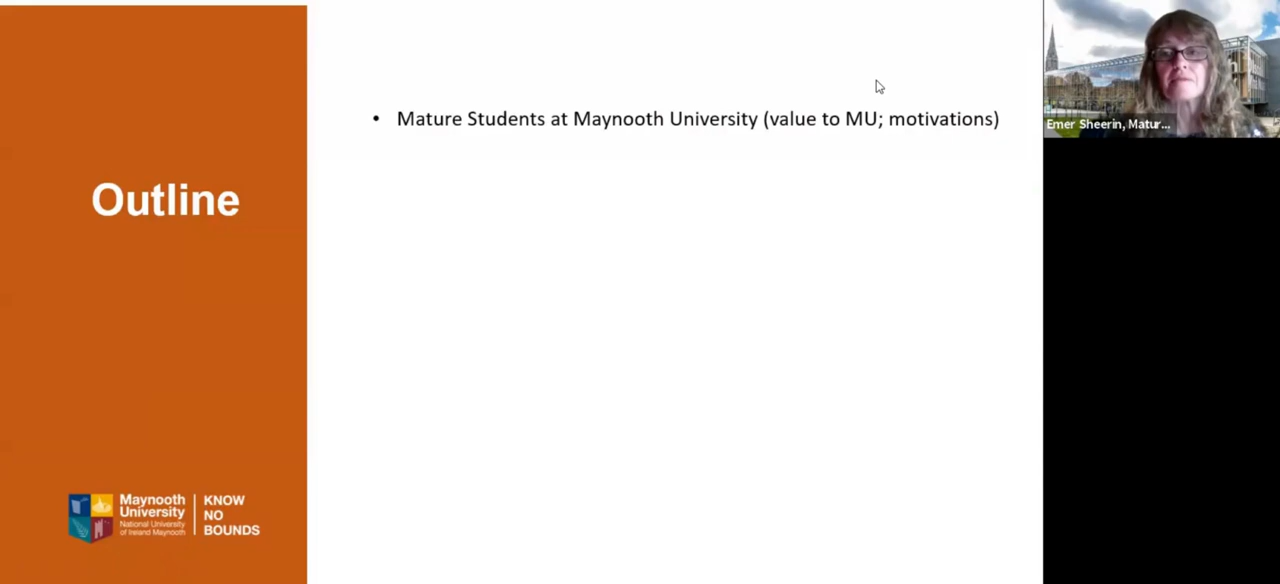 • Mature Students at Maynooth University (value to MU; motivations)
Emer Sheerin, Matur...
Outline
Maynooth
University
National University
of Ireland Maynooth
KNOW
NO
BOUNDS